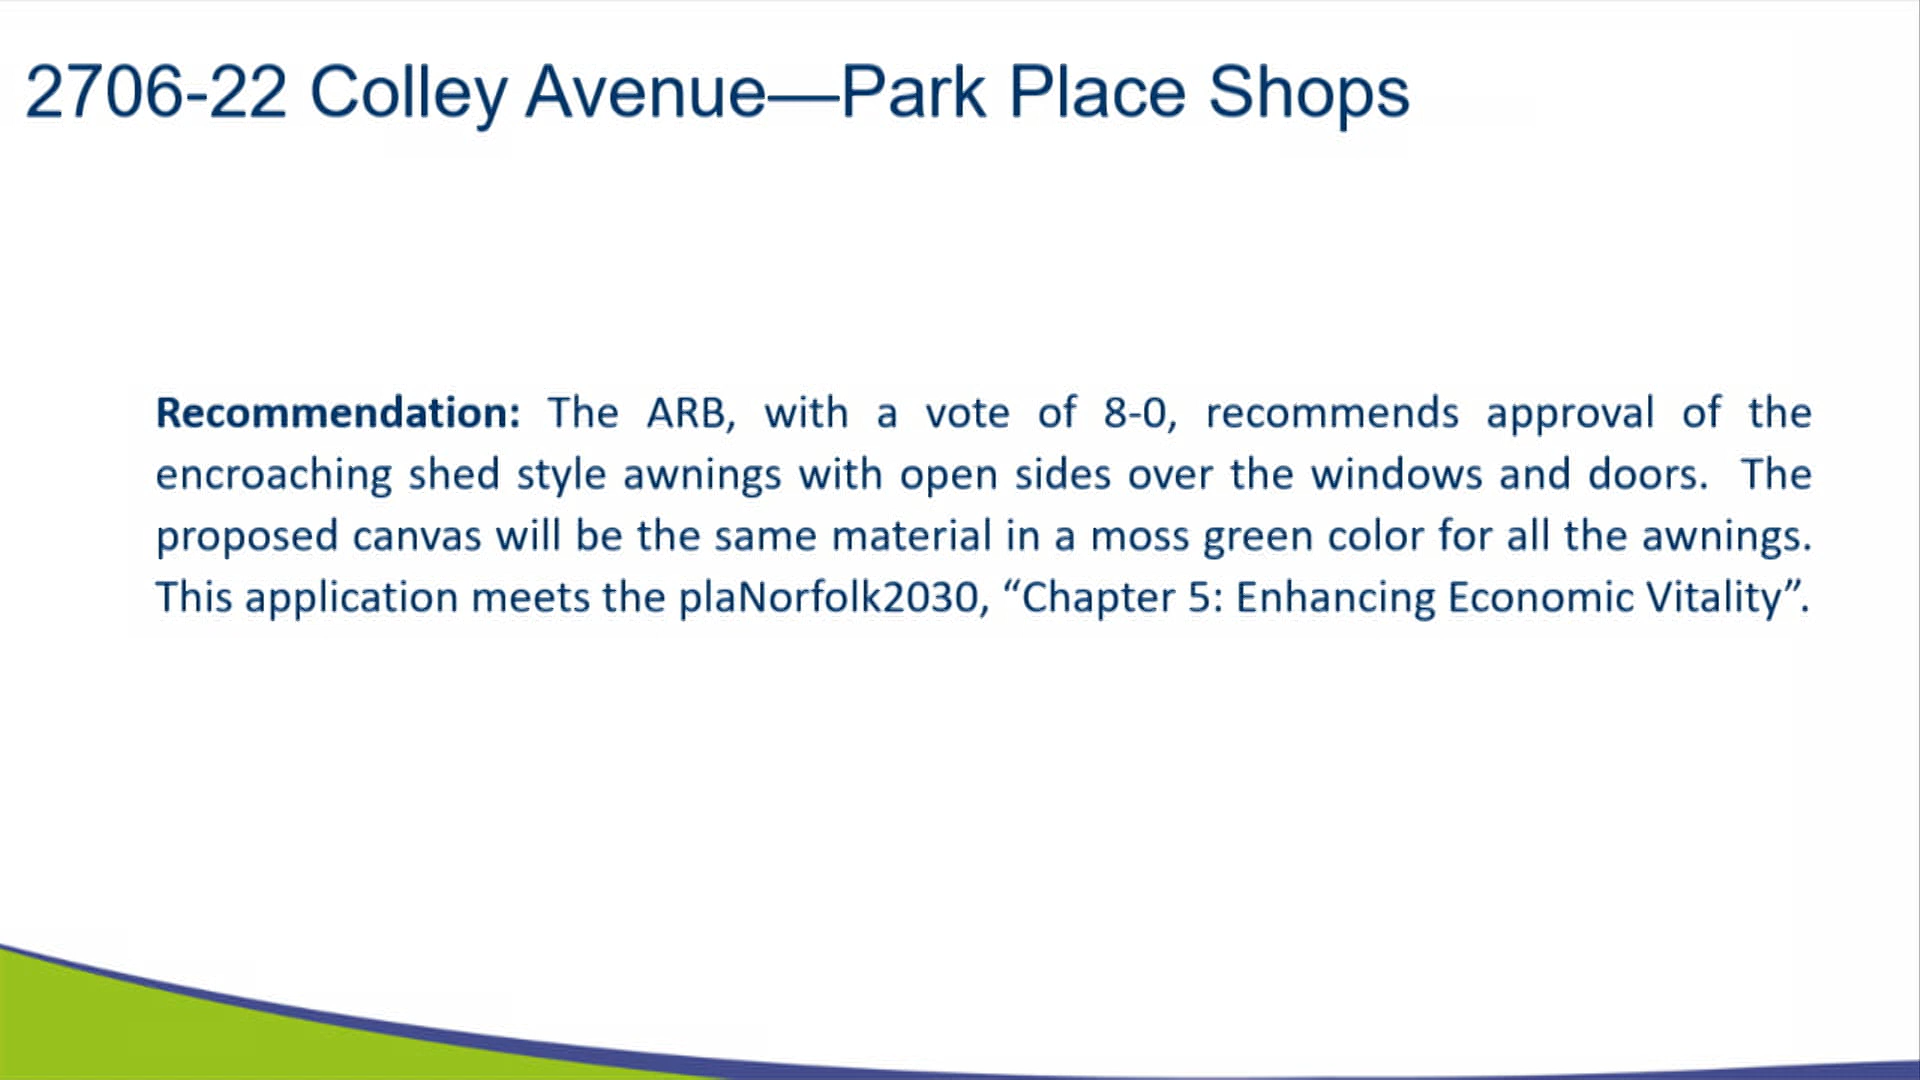 2706-22 Colley Avenue—Park Place Shops
Recommendation: The ARB, with a vote of 8-0, recommends approval of the
encroaching shed style awnings with open sides over the windows and doors. The
proposed canvas will be the same material in a moss green color for all the awnings.
This application meets the plaNorfolk2030, “Chapter 5: Enhancing Economic Vitality”.